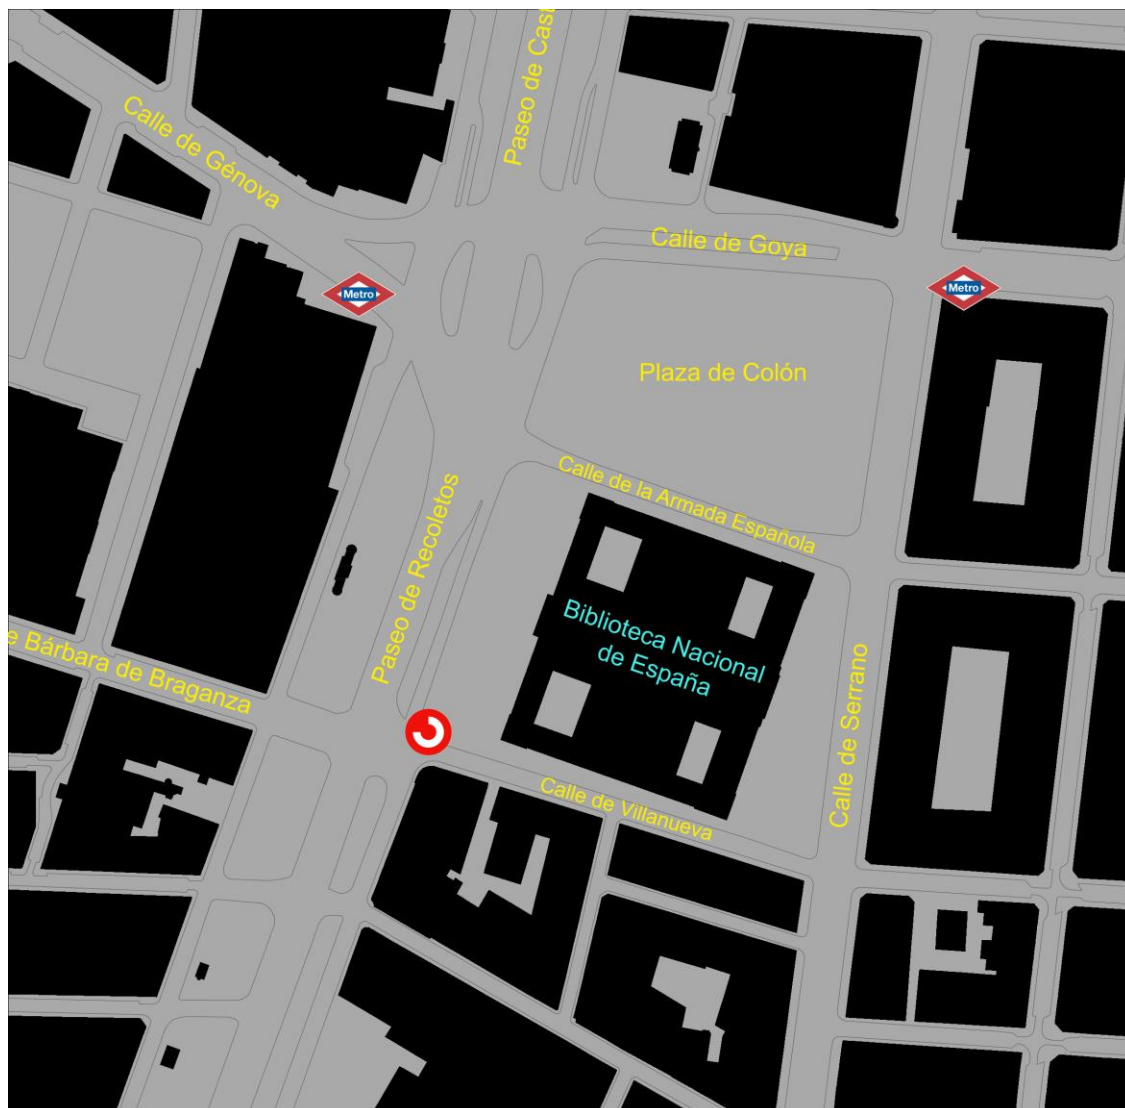 Paseo de Cast
Calle de Génova
Calle de Goya
Metro
Metro
Plaza de Colón
Calle de la Armada Española
Paseo de Recoletos
Biblioteca Nacional
de España
e Bárbara de Braganza
Calle de Serrano
Calle de Villanueva